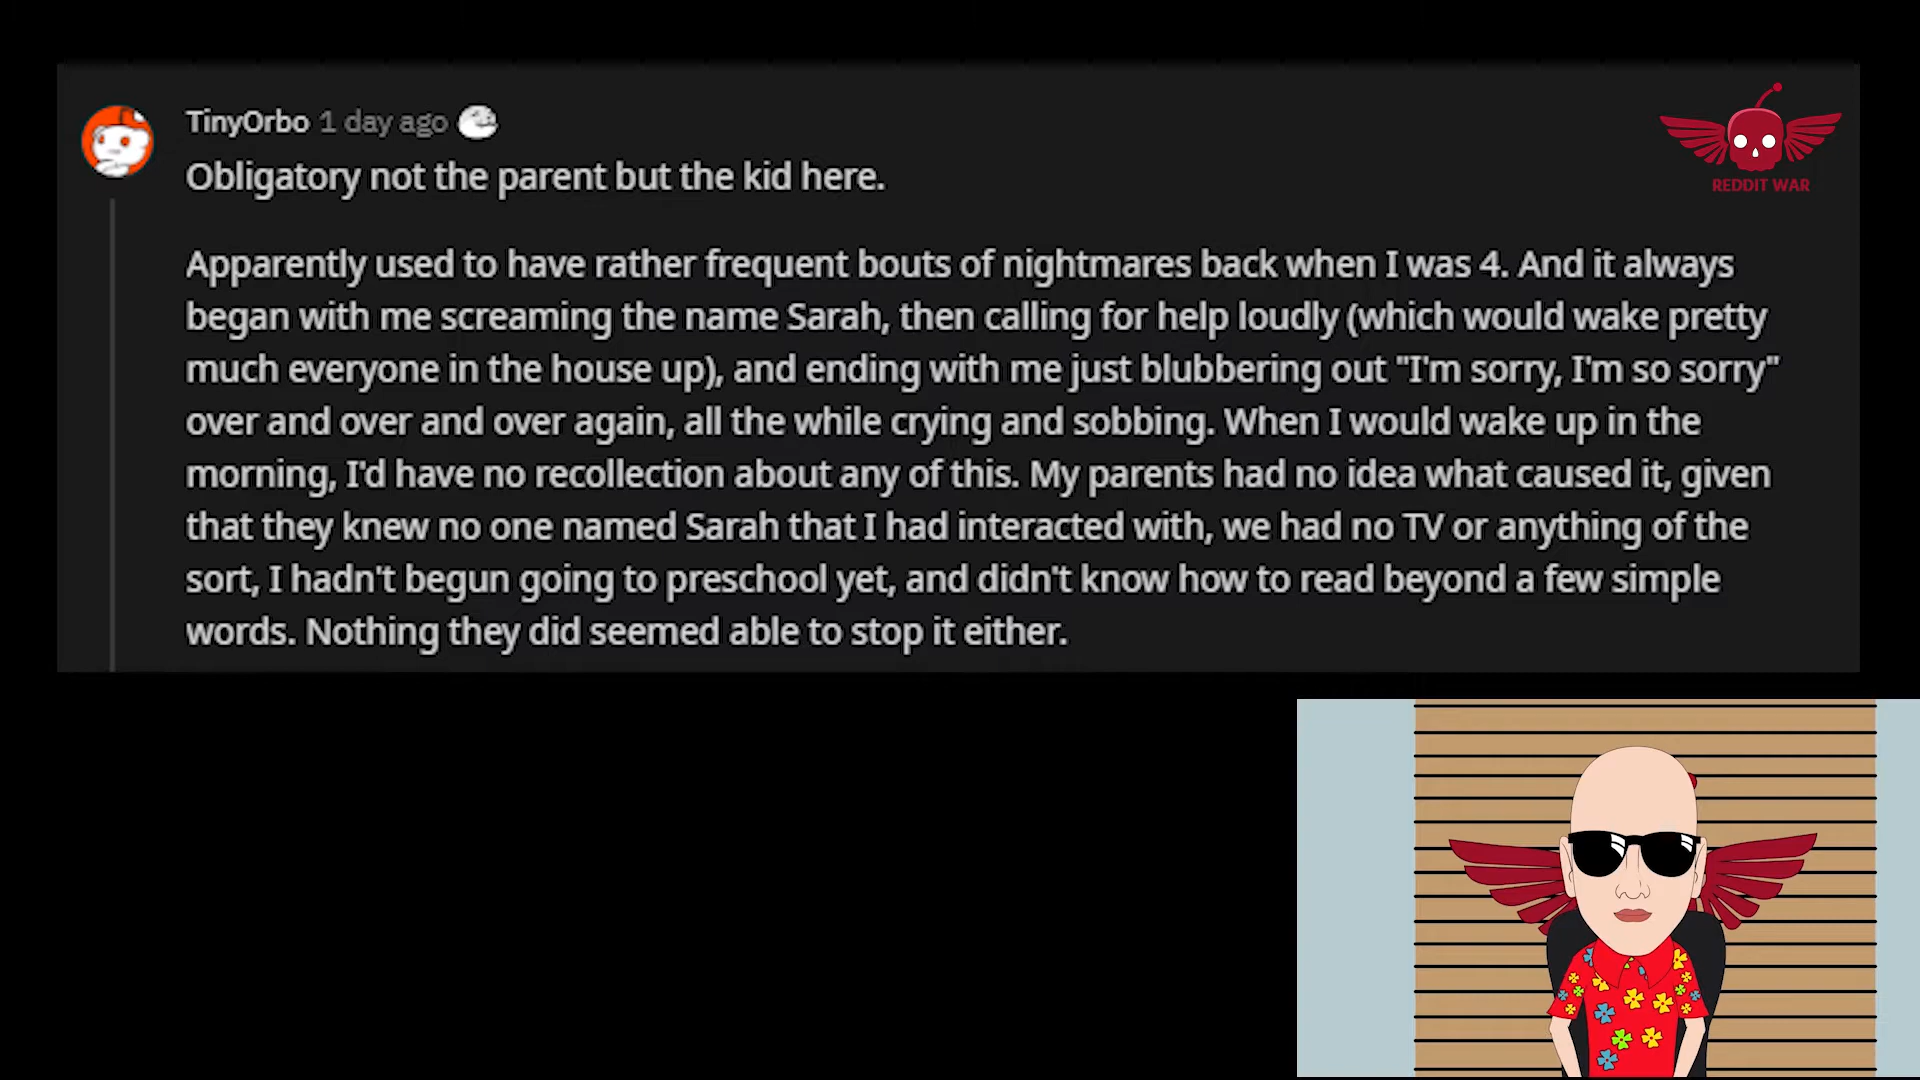 TinyOrbo 1 day ago
Obligatory not the parent but the kid here.
REDDIT WAR
Apparently used to have rather frequent bouts of nightmares back when I was 4. And it always
began with me screaming the name Sarah, then calling for help loudly (which would wake pretty
much everyone in the house up), and ending with me just blubbering out "I'm sorry, I'm so sorry"
over and over and over again, all the while crying and sobbing. When I would wake up in the
morning, I'd have no recollection about any of this. My parents had no idea what caused it, given
that they knew no one named Sarah that I had interacted with, we had no TV or anything of the
sort, I hadn't begun going to preschool yet, and didn't know how to read beyond a few simple
words. Nothing they did seemed able to stop it either.